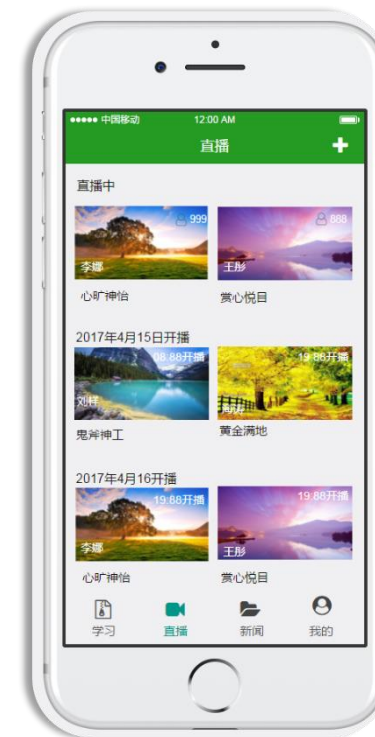 中国移动 12:00 AM
直播
直播中
999 888
李娜 王彤
心旷神怡 赏心悦目
2017年4月15日开播
08:88开播 19:88开播
刘样
鬼斧神工 黄金满地
2017年4月16开播
19:88开播 19:88开播
李娜 王彤
心旷神怡 赏心悦目
学习 直播 新闻 我的